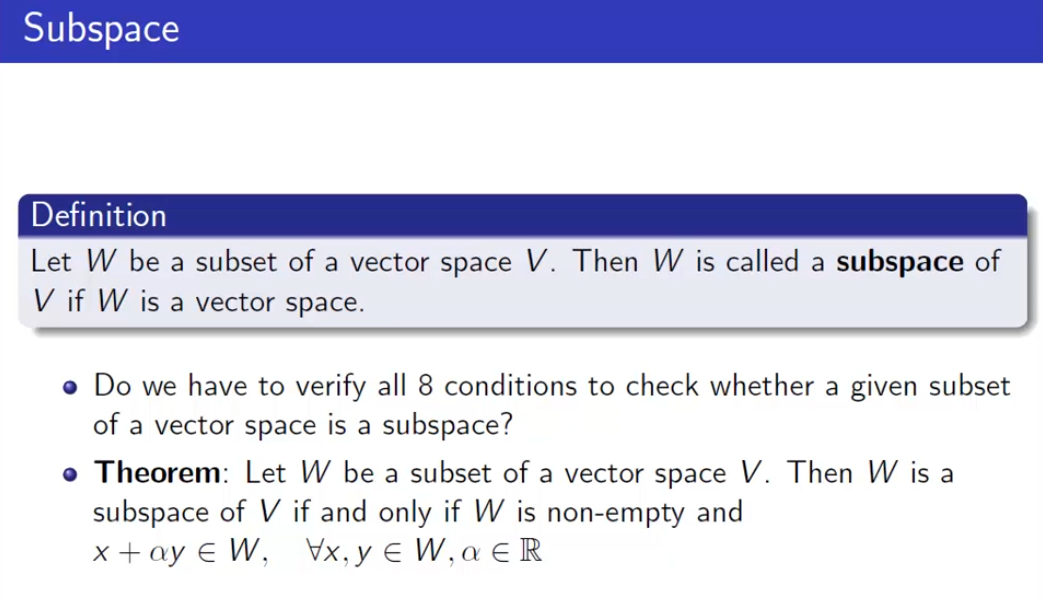 Subspace
Definition
Let W be a subset of a vector space V. Then W is called a subspace of
V if W is a vector space.
Do we have to verify all 8 conditions to check whether a given subset
of a vector space is a subspace?
Theorem: Let W be a subset of a vector space V. Then W is a
subspace of V if and only if W is non-empty and
x + αy ∈ W, ∀x, y ∈ W, α ∈ ℝ